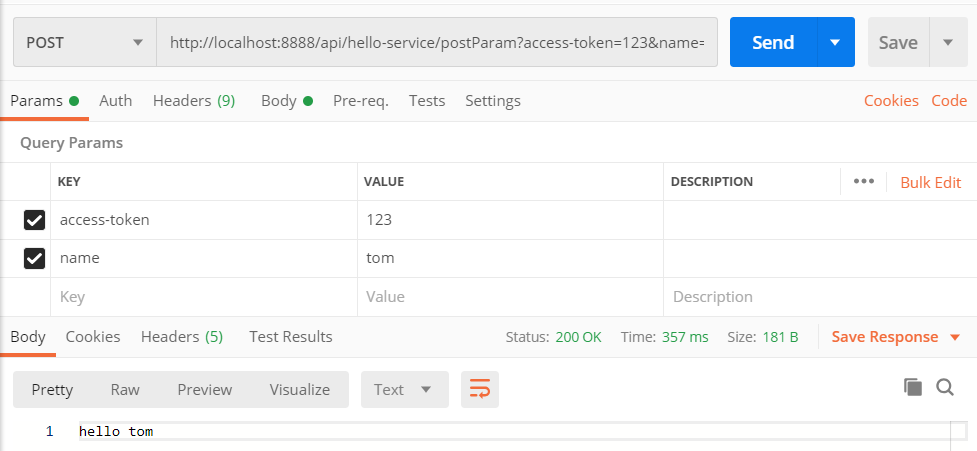 POST http://localhost:8888/api/hello-service/postParam?access-token=123&name= Send Save
Params Auth Headers (9) Body Pre-req. Tests Settings Cookies Code
Query Params
KEY VALUE DESCRIPTION ••• Bulk Edit
access-token 123
name tom
Key Value Description
Body Cookies Headers (5) Test Results Status: 200 OK Time: 357 ms Size: 181 B Save Response
Pretty Raw Preview Visualize Text
1 hello tom